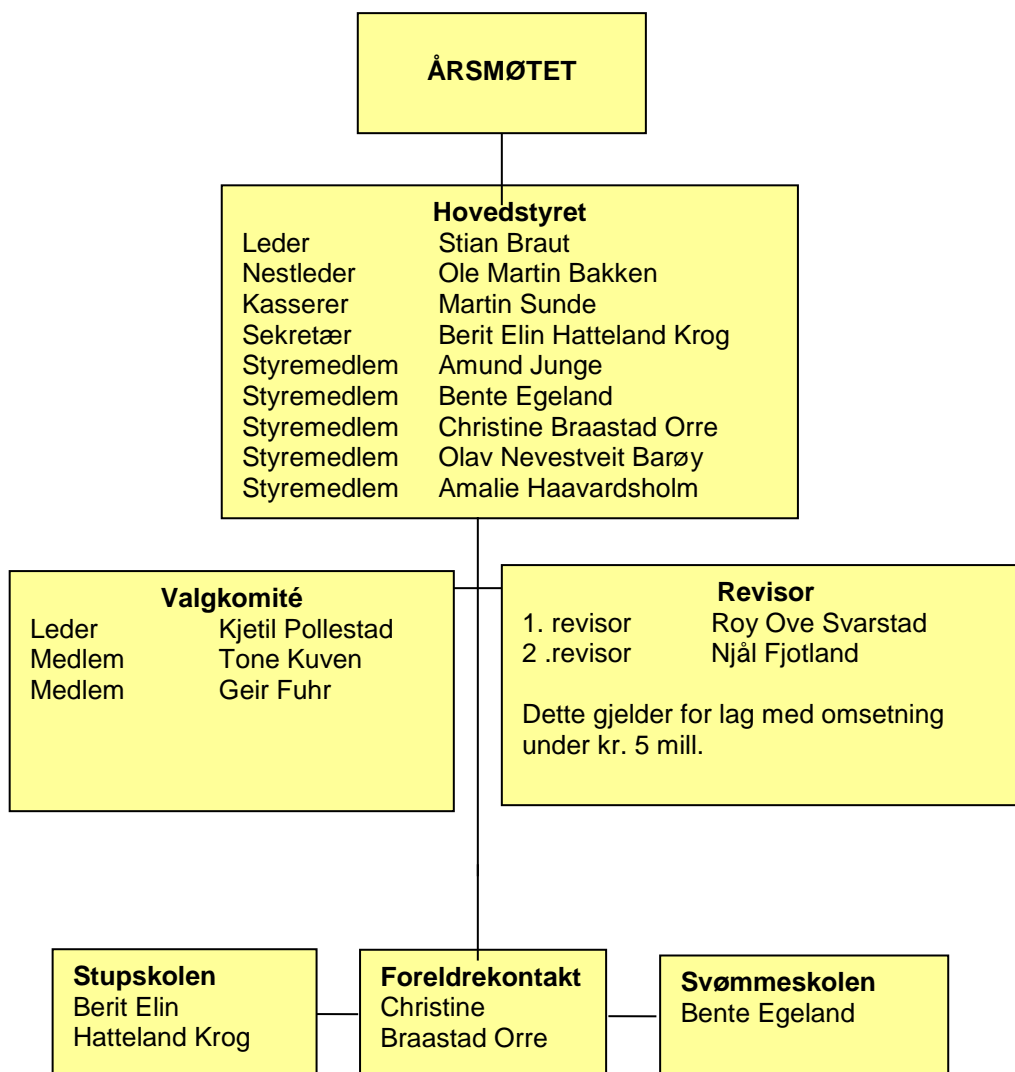 ÅRSMØTET
Hovedstyret
Leder Stian Braut
Nestleder Ole Martin Bakken
Kasserer Martin Sunde
Sekretær Berit Elin Hatteland Krog
Styremedlem Amund Junge
Styremedlem Bente Egeland
Styremedlem Christine Braastad Orre
Styremedlem Olav Nevestveit Barøy
Styremedlem Amalie Haavardsholm
Valgkomité
Leder Kjetil Pollestad
Medlem Tone Kuven
Medlem Geir Fuhr
Revisor
1. revisor Roy Ove Svarstad
2 .revisor Njål Fjotland
Dette gjelder for lag med omsetning
under kr. 5 mill.
Stupskolen
Berit Elin
Hatteland Krog
Foreldrekontakt
Christine
Braastad Orre
Svømmeskolen
Bente Egeland